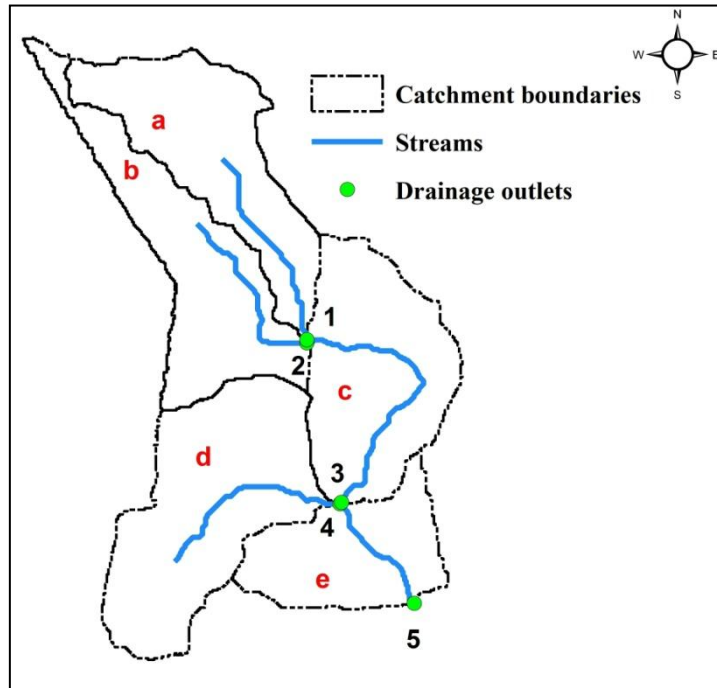 N
W E
S
Catchment boundaries
Streams
Drainage outlets
a
b
1
2
c
d
3
4
e
5